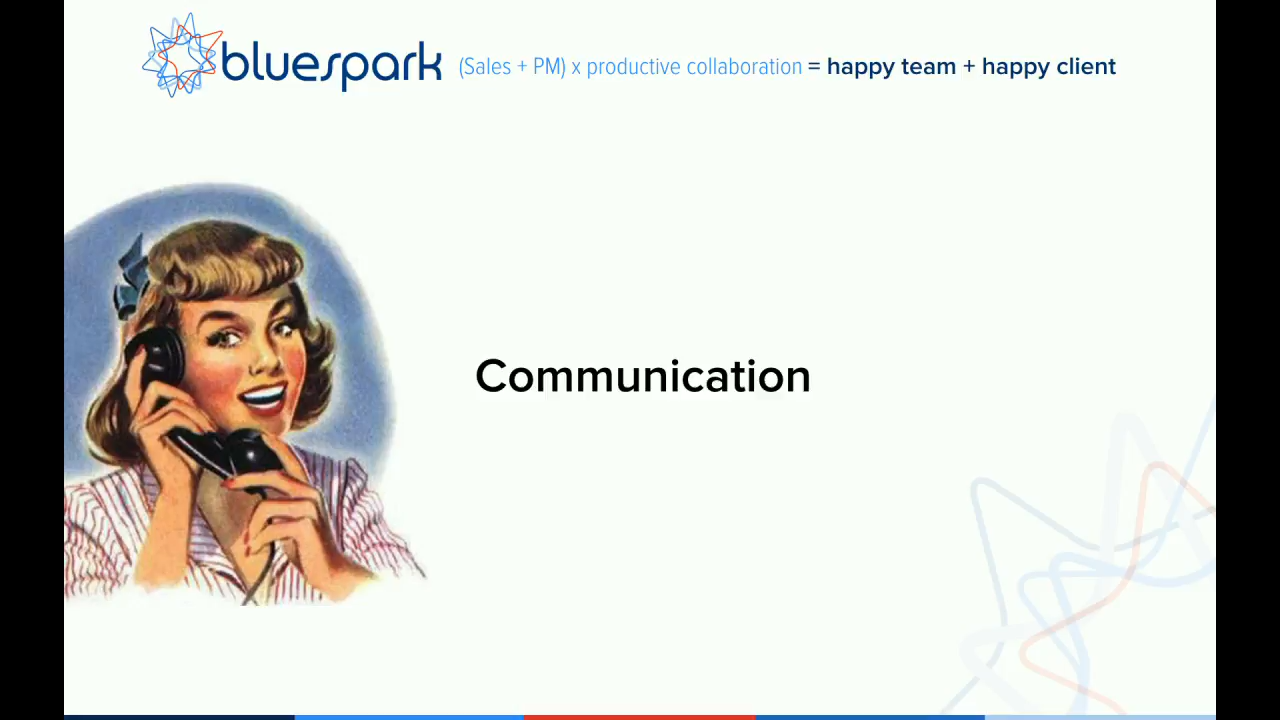 bluespark (Sales + PM) x productive collaboration = happy team + happy client
Communication